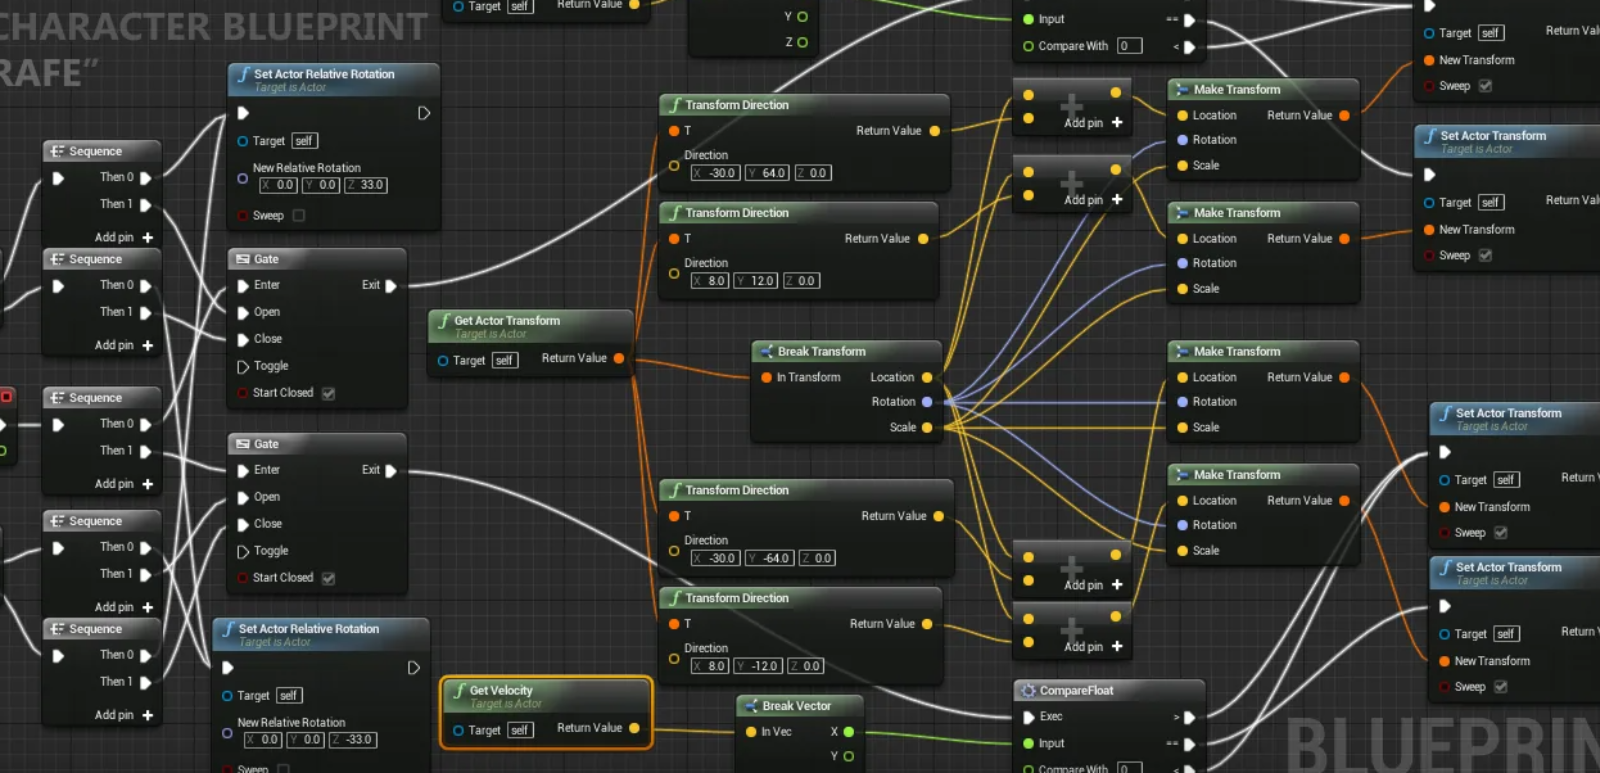 CHARACTER BLUEPRINT
RAFE”
Target self Return Value
Y
Z
Input ==
Compare With 0 <
Target self Return Val
New Transform
Sweep
Set Actor Relative Rotation
Target is Actor
Target self
New Relative Rotation
X 0.0 Y 0.0 Z 33.0
Sweep
Sequence
Then 0
Then 1
Add pin +
Sequence
Then 0
Then 1
Add pin +
Gate
Enter Exit
Open
Close
Toggle
Start Closed
Sequence
Then 0
Then 1
Add pin +
Gate
Enter Exit
Open
Close
Toggle
Start Closed
Sequence
Then 0
Then 1
Add pin +
Sequence
Then 0
Then 1
Add pin +
Set Actor Relative Rotation
Target is Actor
Target self
New Relative Rotation
X 0.0 Y 0.0 Z -33.0
Sweep
Get Actor Transform
Target is Actor
Target self Return Value
Get Velocity
Target is Actor
Target self Return Value
Transform Direction
T Return Value
Direction
X -30.0 Y 64.0 Z 0.0
Transform Direction
T Return Value
Direction
X 8.0 Y 12.0 Z 0.0
Break Transform
In Transform Location
Rotation
Scale
Transform Direction
T Return Value
Direction
X -30.0 Y -64.0 Z 0.0
Transform Direction
T Return Value
Direction
X 8.0 Y -12.0 Z 0.0
Break Vector
In Vec X
Y
Add pin +
Add pin +
Add pin +
Add pin +
CompareFloat
Exec >
Input ==
Compare With 0 <
Make Transform
Location Return Value
Rotation
Scale
Make Transform
Location Return Value
Rotation
Scale
Make Transform
Location Return Value
Rotation
Scale
Make Transform
Location Return Value
Rotation
Scale
Set Actor Transform
Target is Actor
Target self Return Val
New Transform
Sweep
Set Actor Transform
Target is Actor
Target self Return V
New Transform
Sweep
Set Actor Transform
Target is Actor
Target self Return V
New Transform
Sweep
BLUEPRIN